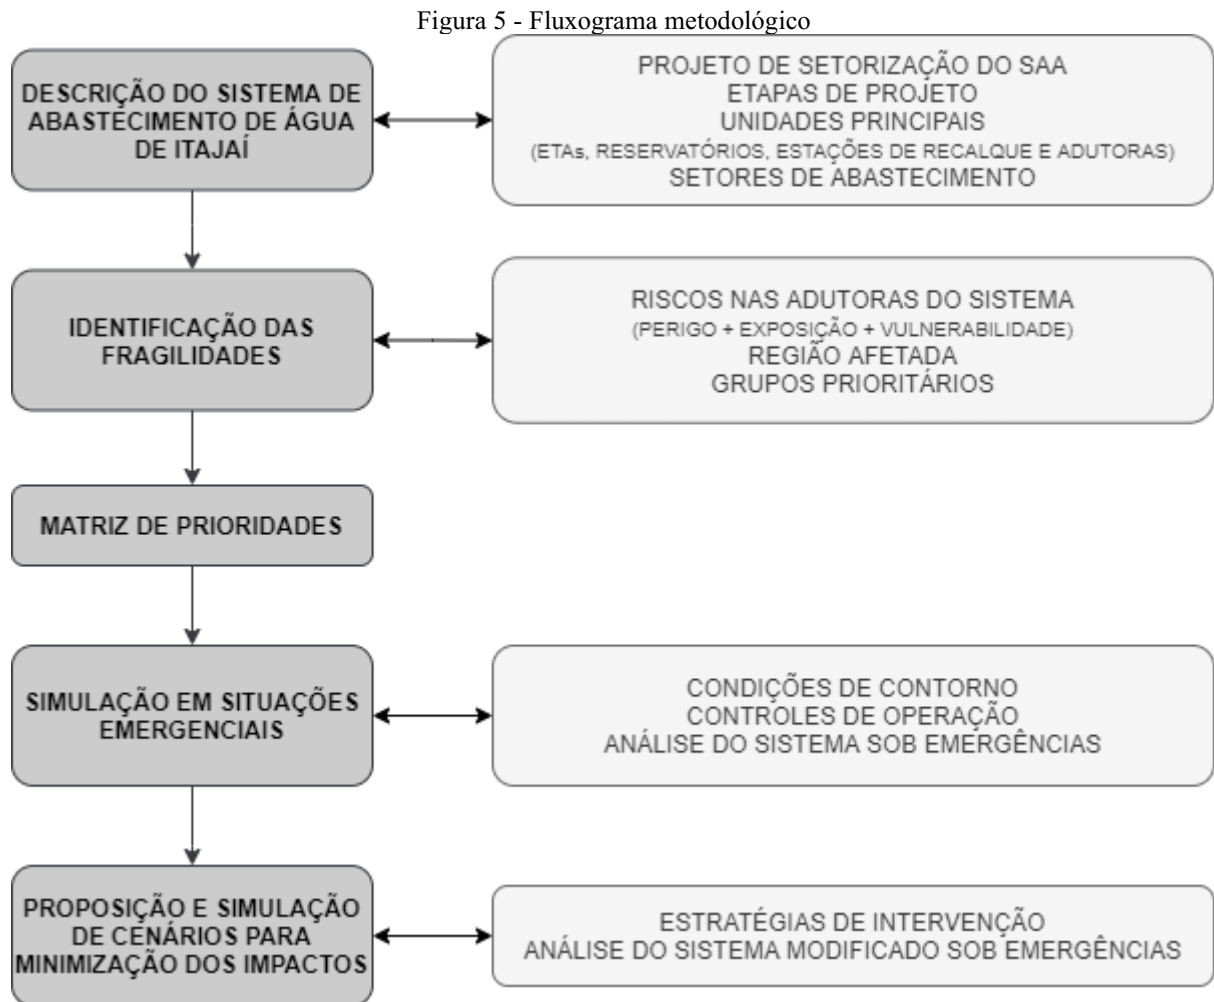 Figura 5 - Fluxograma metodológico
DESCRIÇÃO DO SISTEMA DE
ABASTECIMENTO DE ÁGUA
DE ITAJAÍ
PROJETO DE SETORIZAÇÃO DO SAA
ETAPAS DE PROJETO
UNIDADES PRINCIPAIS
(ETAs, RESERVATÓRIOS, ESTAÇÕES DE RECALQUE E ADUTORAS)
SETORES DE ABASTECIMENTO
IDENTIFICAÇÃO DAS
FRAGILIDADES
RISCOS NAS ADUTORAS DO SISTEMA
(PERIGO + EXPOSIÇÃO + VULNERABILIDADE)
REGIÃO AFETADA
GRUPOS PRIORITÁRIOS
MATRIZ DE PRIORIDADES
SIMULAÇÃO EM SITUAÇÕES
EMERGENCIAIS
CONDIÇÕES DE CONTORNO
CONTROLES DE OPERAÇÃO
ANÁLISE DO SISTEMA SOB EMERGÊNCIAS
PROPOSIÇÃO E SIMULAÇÃO
DE CENÁRIOS PARA
MINIMIZAÇÃO DOS IMPACTOS
ESTRATÉGIAS DE INTERVENÇÃO
ANÁLISE DO SISTEMA MODIFICADO SOB EMERGÊNCIAS